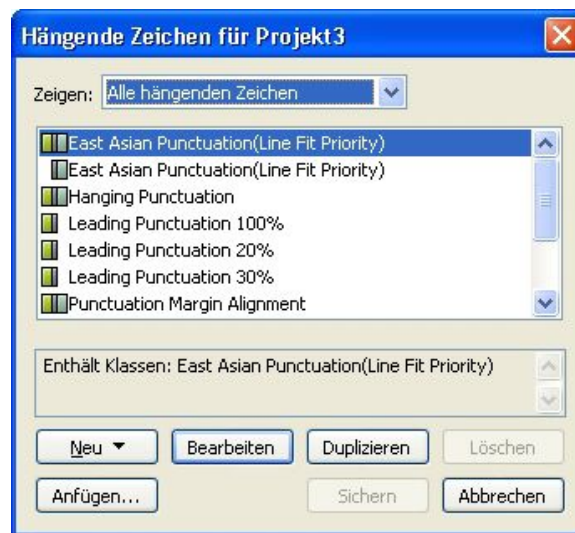 Hängende Zeichen für Projekt3
Zeigen: Alle hängenden Zeichen
East Asian Punctuation(Line Fit Priority)
East Asian Punctuation(Line Fit Priority)
Hanging Punctuation
Leading Punctuation 100%
Leading Punctuation 20%
Leading Punctuation 30%
Punctuation Margin Alignment
Enthält Klassen: East Asian Punctuation(Line Fit Priority)
Neu Bearbeiten Duplizieren Löschen
Anfügen... Sichern Abbrechen